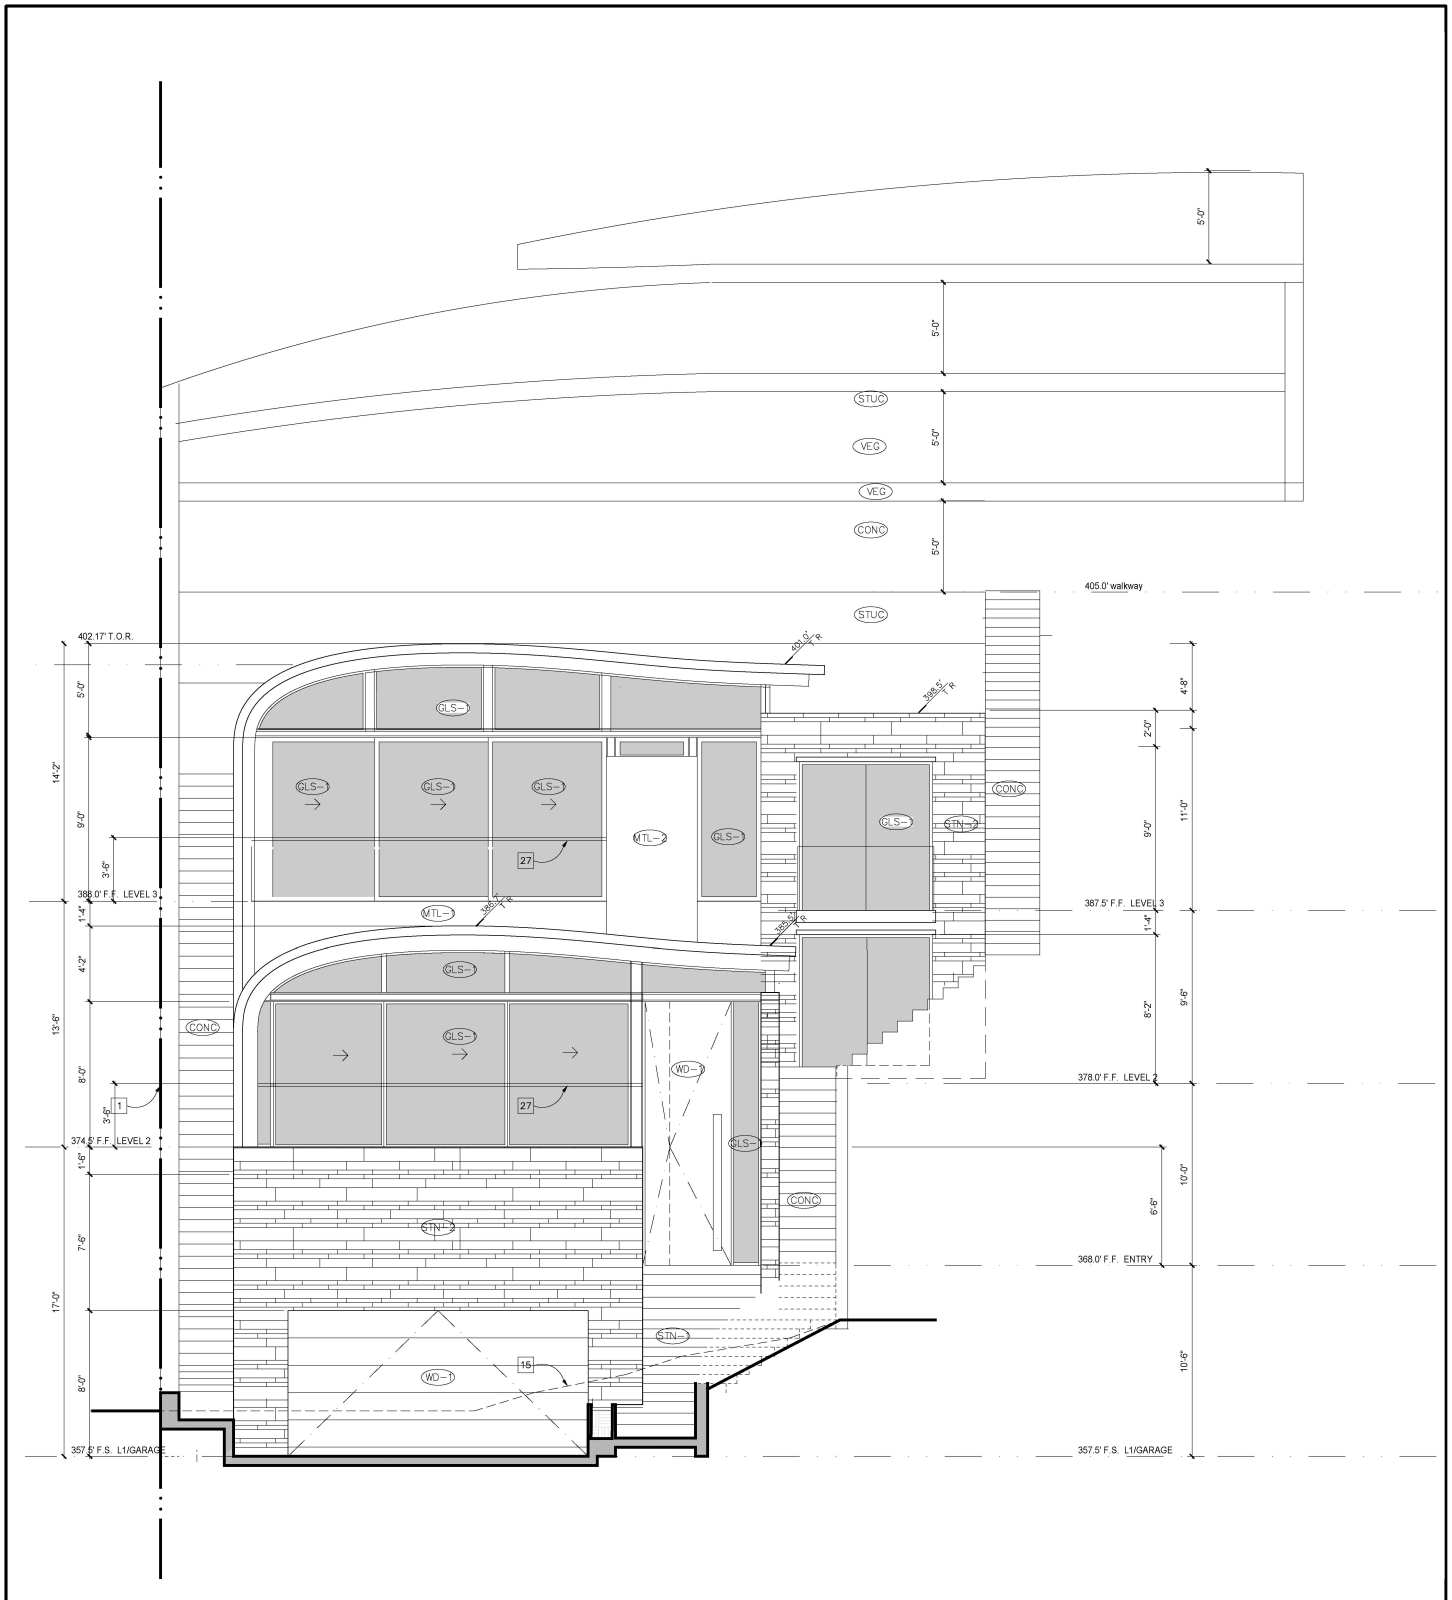 5'-0"
5'-0"
STUC
5'-0"
VEG
VEG
CONC
5'-0"
405.0' walkway
STUC
402.17' T.O.R.
401.0'
T R
5'-0"
4'-8"
398.5'
T R
GLS-1
2'-0"
14'-2"
GLS-1
GLS-1
GLS-1
CONC
9'-0"
GLS-1
STN-2
11'-0"
9'-0"
MTL-2
GLS-1
3'-6"
27
388.0' F.F. LEVEL 3
387.5' F.F. LEVEL 3
386.7'
T R
1'-4"
MTL-1
385.5'
T R
1'-4"
4'-2"
GLS-1
9'-6"
8'-2"
13'-6"
CONC
GLS-1
8'-0"
WD-1
378.0' F.F. LEVEL 2
3'-6"
1
27
374.5' F.F. LEVEL 2
GLS-1
1'-6"
10'-0"
6'-6"
CONC
STN-2
7'-6"
368.0' F.F. ENTRY
17'-0"
STN-1
15
WD-1
10'-6"
8'-0"
357.5' F.S. L1/GARAGE
357.5' F.S. L1/GARAGE